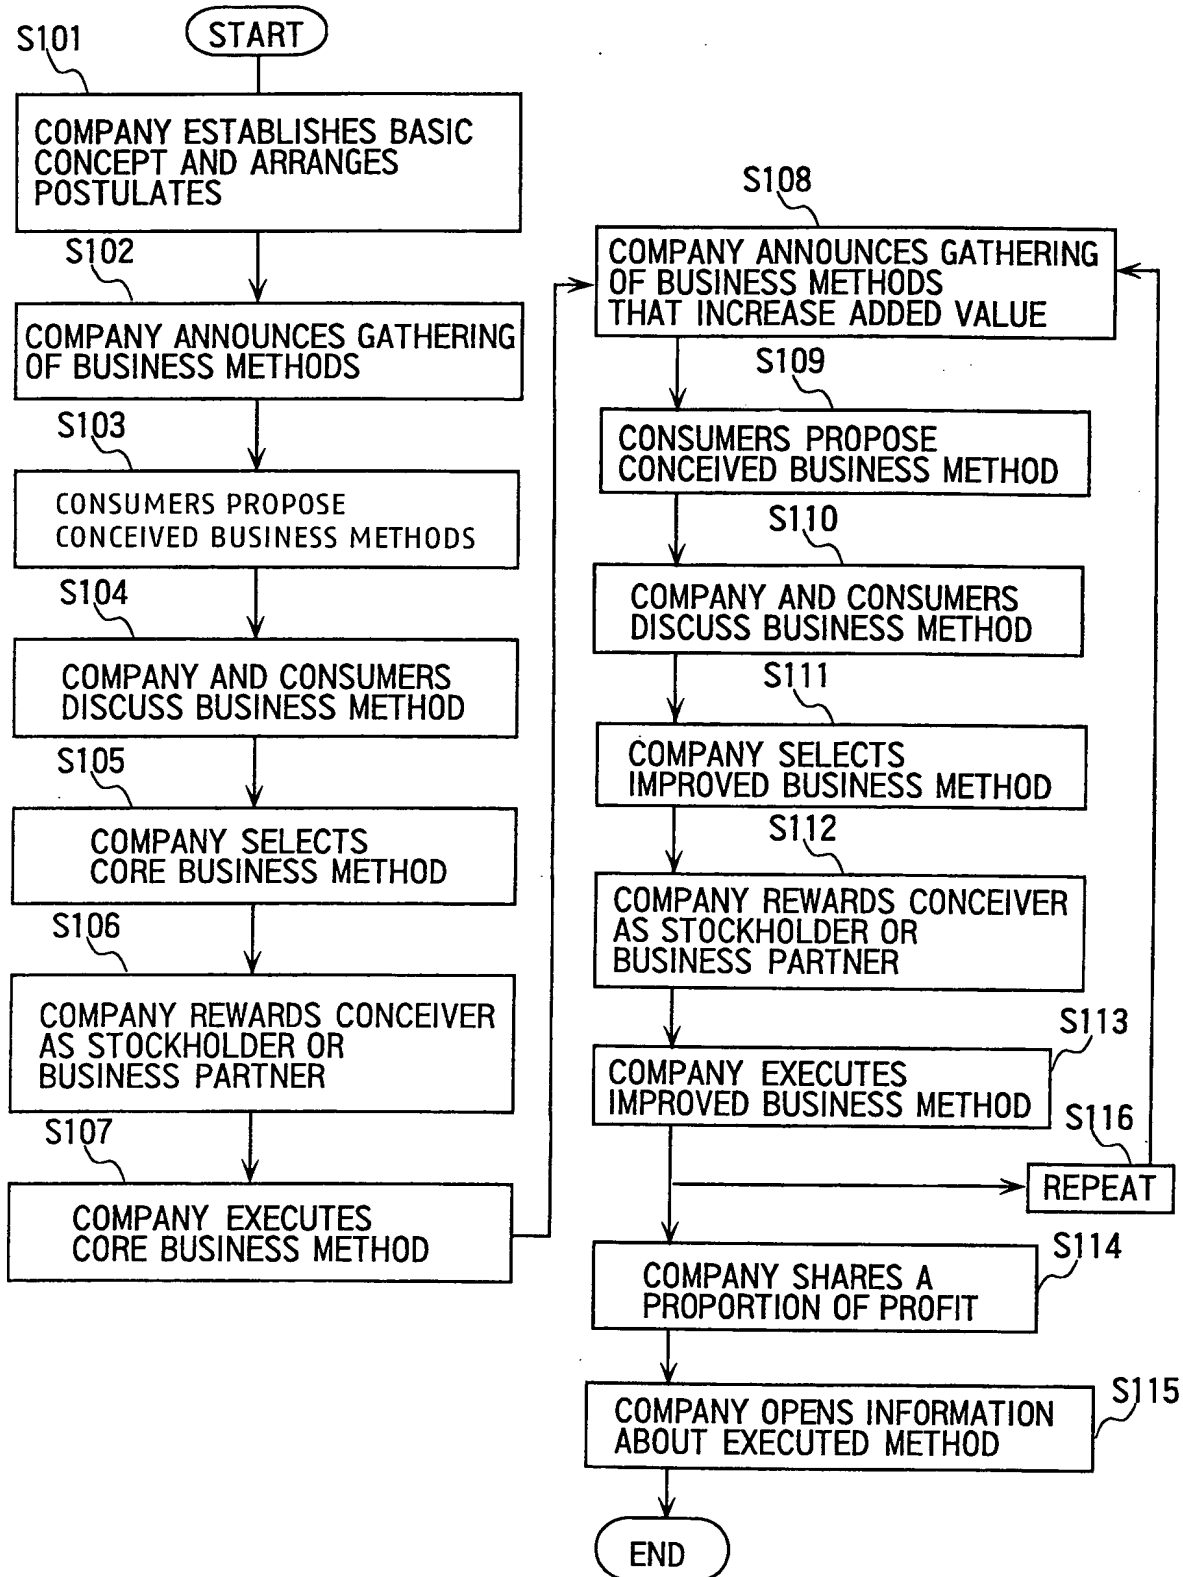 START
S101
COMPANY ESTABLISHES BASIC
CONCEPT AND ARRANGES
POSTULATES
S102
COMPANY ANNOUNCES GATHERING
OF BUSINESS METHODS
S103
CONSUMERS PROPOSE
CONCEIVED BUSINESS METHODS
S104
COMPANY AND CONSUMERS
DISCUSS BUSINESS METHOD
S105
COMPANY SELECTS
CORE BUSINESS METHOD
S106
COMPANY REWARDS CONCEIVER
AS STOCKHOLDER OR
BUSINESS PARTNER
S107
COMPANY EXECUTES
CORE BUSINESS METHOD
S108
COMPANY ANNOUNCES GATHERING
OF BUSINESS METHODS
THAT INCREASE ADDED VALUE
S109
CONSUMERS PROPOSE
CONCEIVED BUSINESS METHOD
S110
COMPANY AND CONSUMERS
DISCUSS BUSINESS METHOD
S111
COMPANY SELECTS
IMPROVED BUSINESS METHOD
S112
COMPANY REWARDS CONCEIVER
AS STOCKHOLDER OR
BUSINESS PARTNER
S113
COMPANY EXECUTES
IMPROVED BUSINESS METHOD
S116
REPEAT
S114
COMPANY SHARES A
PROPORTION OF PROFIT
S115
COMPANY OPENS INFORMATION
ABOUT EXECUTED METHOD
END